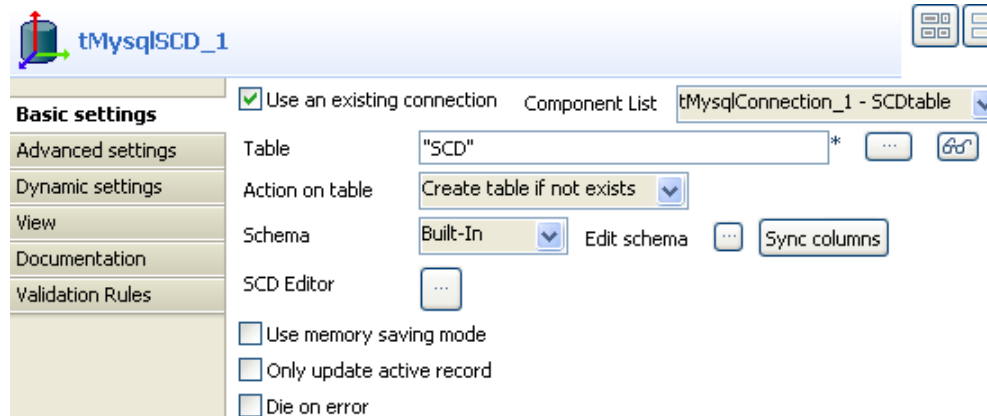 tMysqlSCD_1
Basic settings
Advanced settings
Dynamic settings
View
Documentation
Validation Rules
Use an existing connection Component List tMysqlConnection_1 - SCDtable
Table "SCD" * ...
Action on table Create table if not exists
Schema Built-In Edit schema ... Sync columns
SCD Editor ...
Use memory saving mode
Only update active record
Die on error